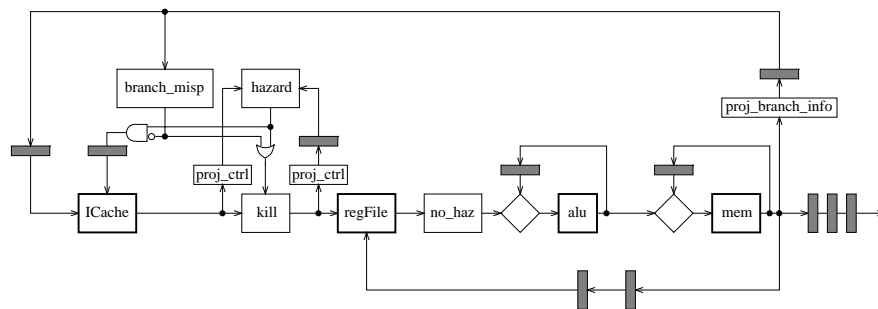 branch_misp
hazard
proj_branch_info
proj_ctrl
proj_ctrl
ICache
kill
regFile
no_haz
alu
mem